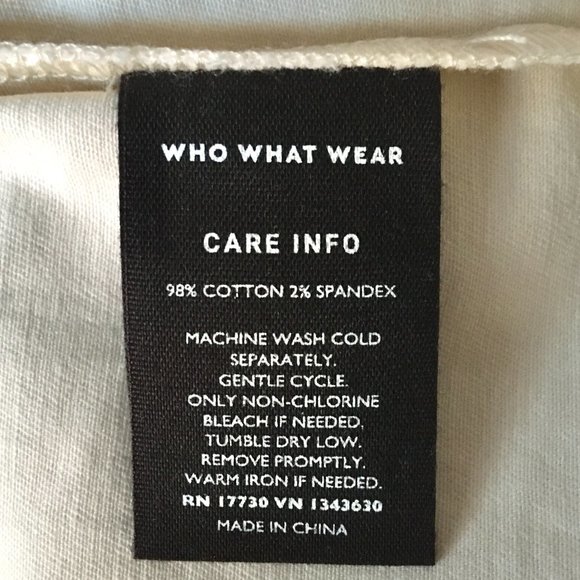 WHO WHAT WEAR
CARE INFO
98% COTTON 2% SPANDEX
MACHINE WASH COLD
SEPARATELY.
GENTLE CYCLE.
ONLY NON-CHLORINE
BLEACH IF NEEDED.
TUMBLE DRY LOW.
REMOVE PROMPTLY.
WARM IRON IF NEEDED.
RN 17730 VN 1343630
MADE IN CHINA